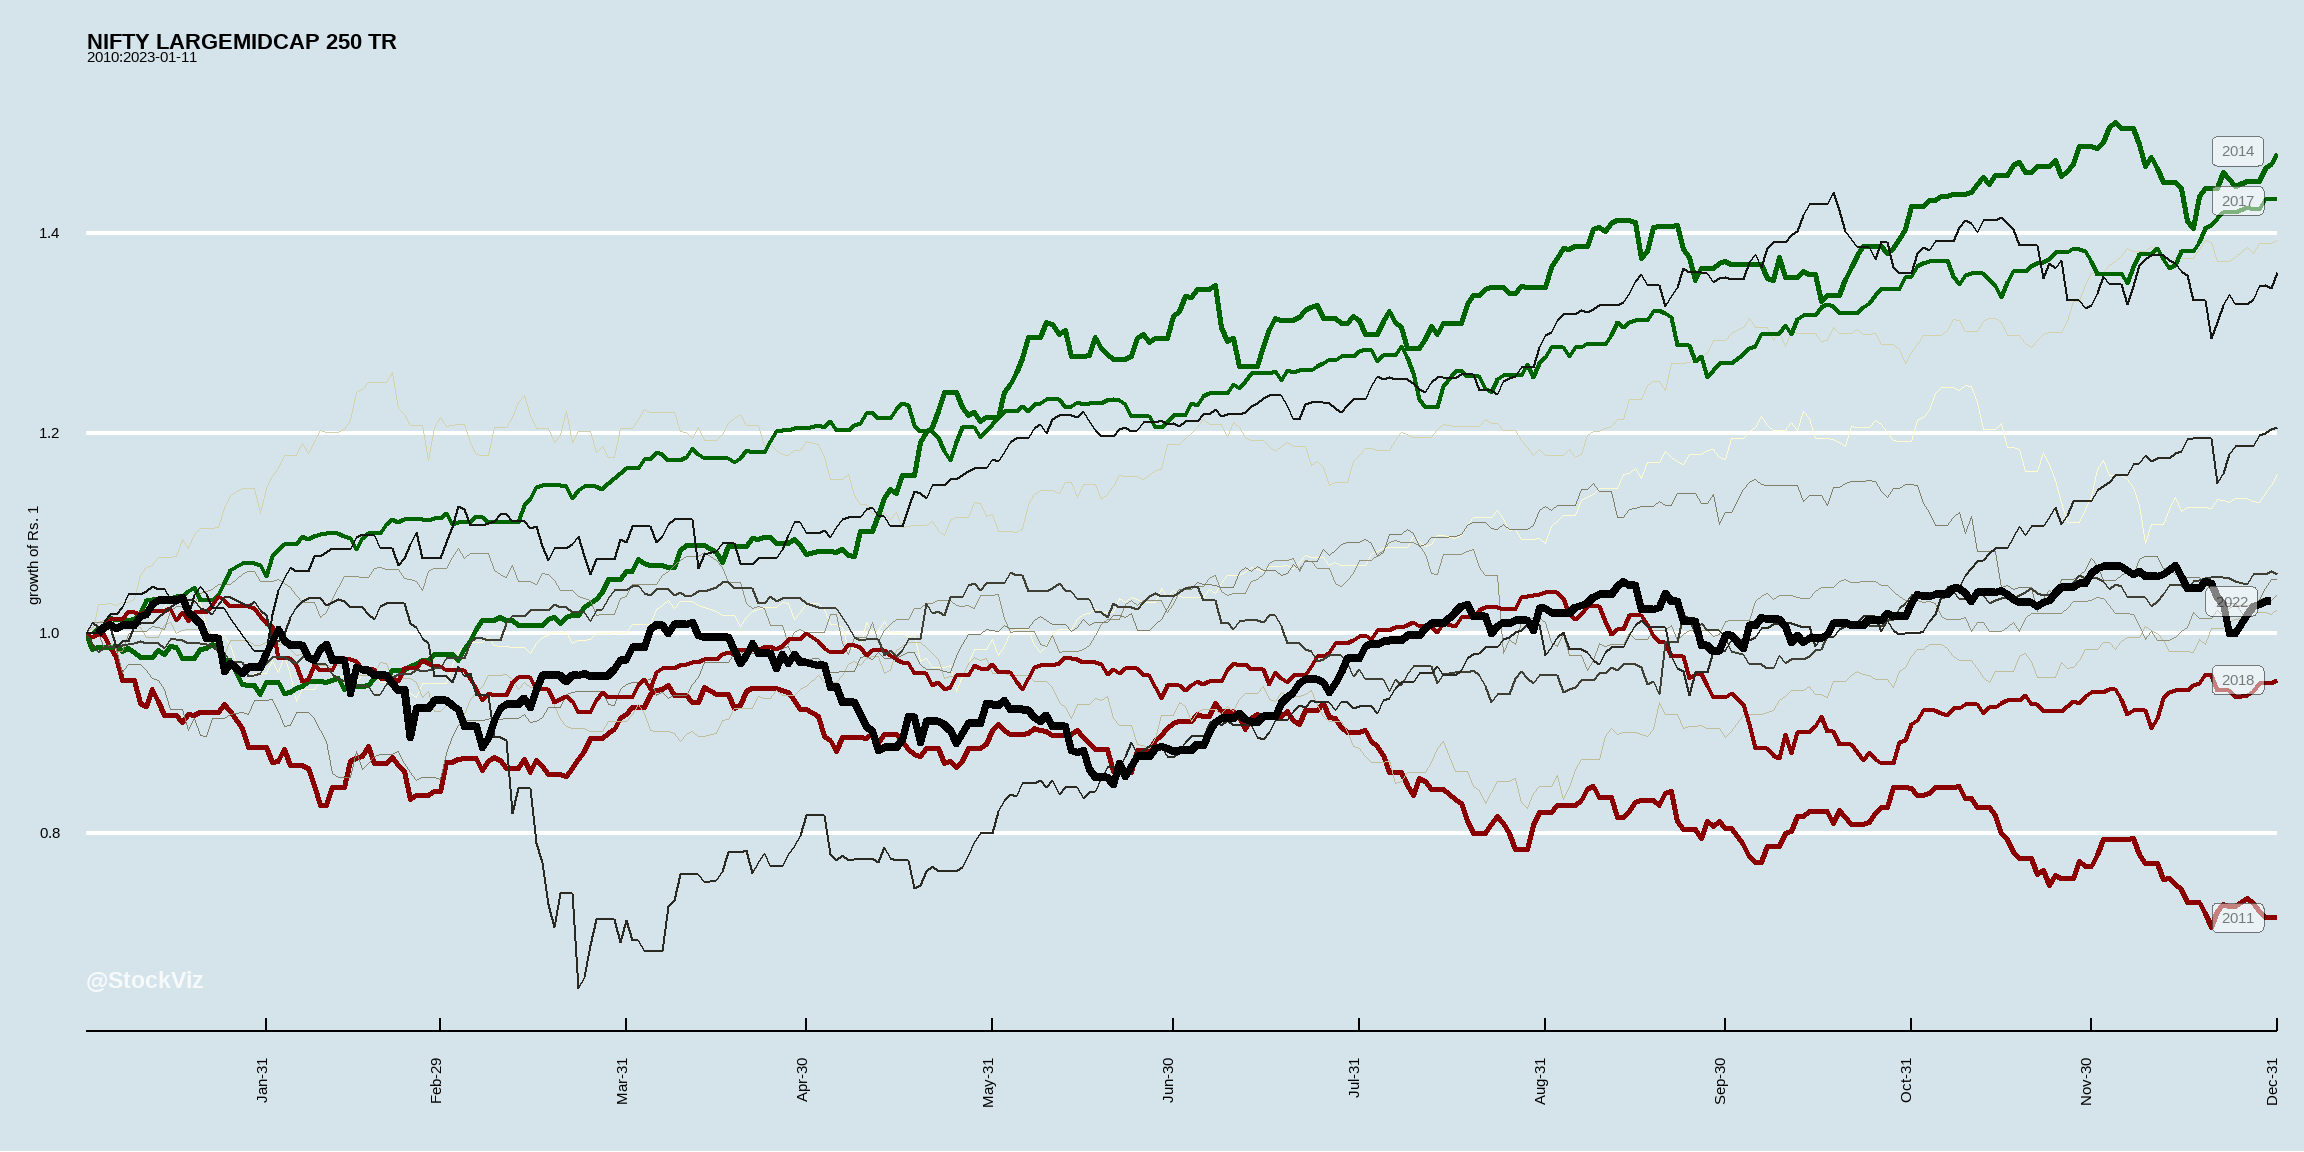 NIFTY LARGEMIDCAP 250 TR
2010:2023-01-11
2014
2017
1.4
1.2
growth of Rs. 1
1.0
2022
2018
0.8
2011
@StockViz
Jan-31
Feb-29
Mar-31
Apr-30
May-31
Jun-30
Jul-31
Aug-31
Sep-30
Oct-31
Nov-30
Dec-31